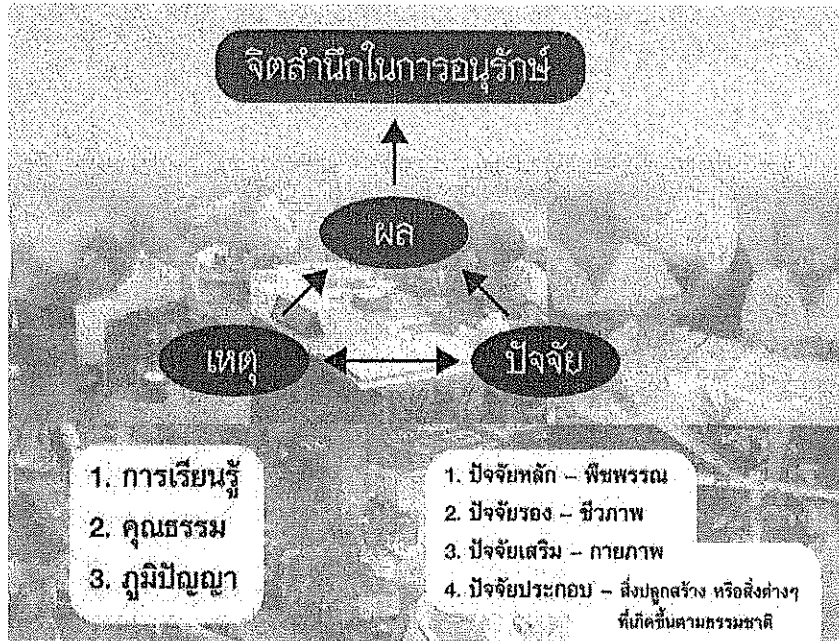 จิตสำนึกในการอนุรักษ์
ผล
เหตุ
ปัจจัย
1. การเรียนรู้
2. คุณธรรม
3. ภูมิปัญญา
1. ปัจจัยหลัก – พืชพรรณ
2. ปัจจัยรอง – ชีวภาพ
3. ปัจจัยเสริม – กายภาพ
4. ปัจจัยประกอบ – สิ่งปลูกสร้าง หรือสิ่งต่างๆ
ที่เกิดขึ้นตามธรรมชาติ